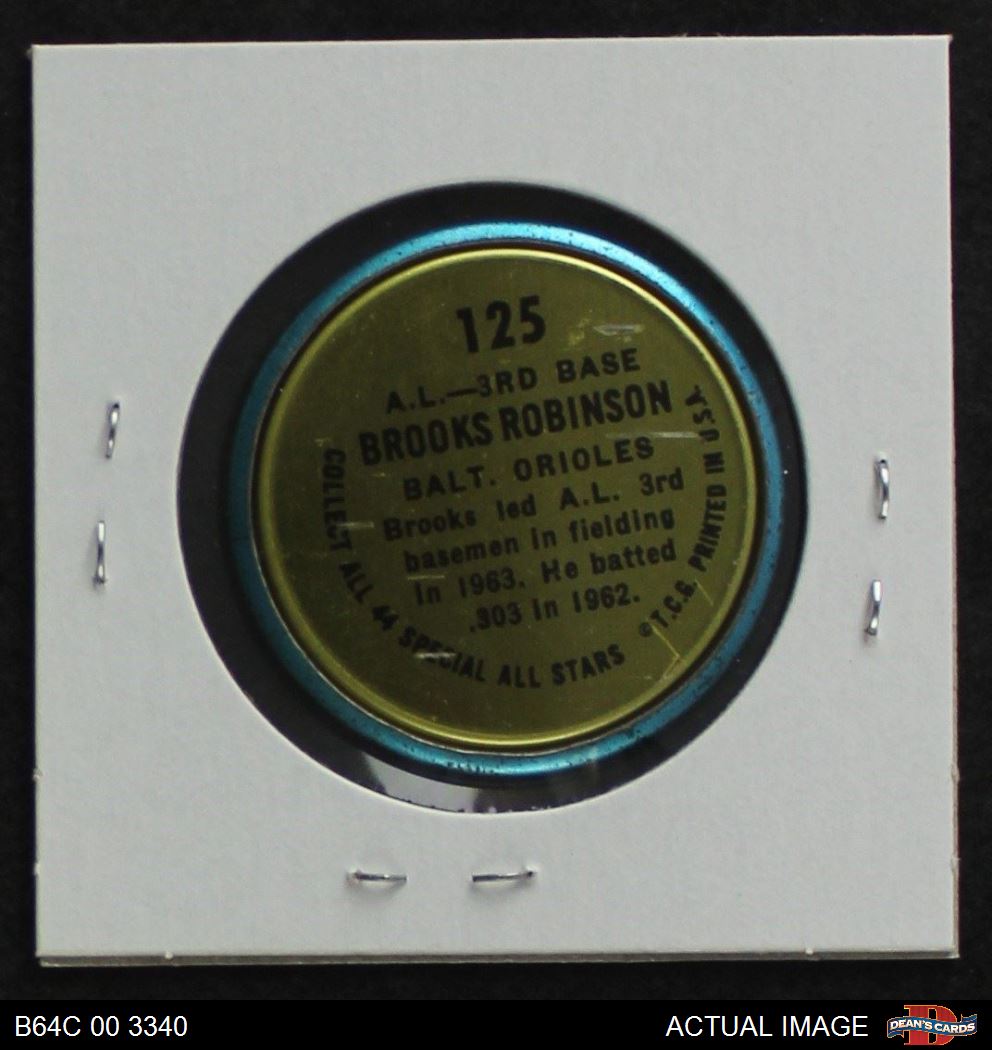 125
A.L.—3RD BASE
BROOKS ROBINSON
BALT. ORIOLES
Brooks led A.L. 3rd
basemen in fielding
in 1963. He batted
.303 in 1962.
COLLECT ALL 44 SPECIAL ALL STARS
© T.C.G. PRINTED IN USA
B64C 00 3340
ACTUAL IMAGE
DEAN'S CARDS